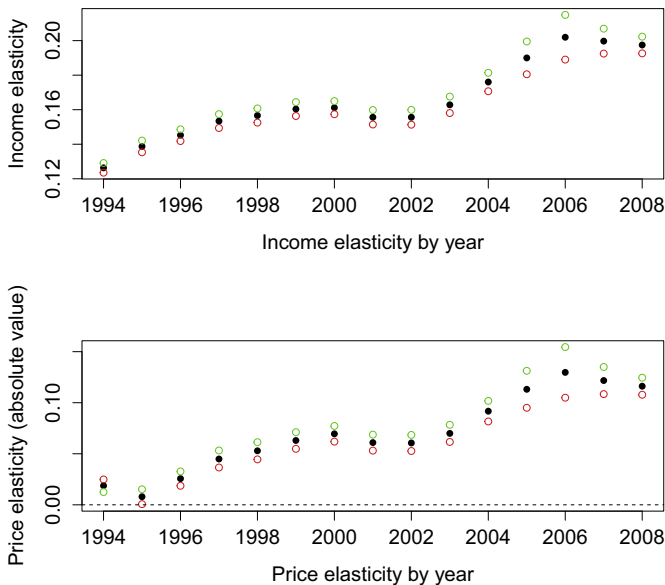 Income elasticity
0.20
0.16
0.12
1994 1996 1998 2000 2002 2004 2006 2008
Income elasticity by year
Price elasticity (absolute value)
0.10
0.00
1994 1996 1998 2000 2002 2004 2006 2008
Price elasticity by year